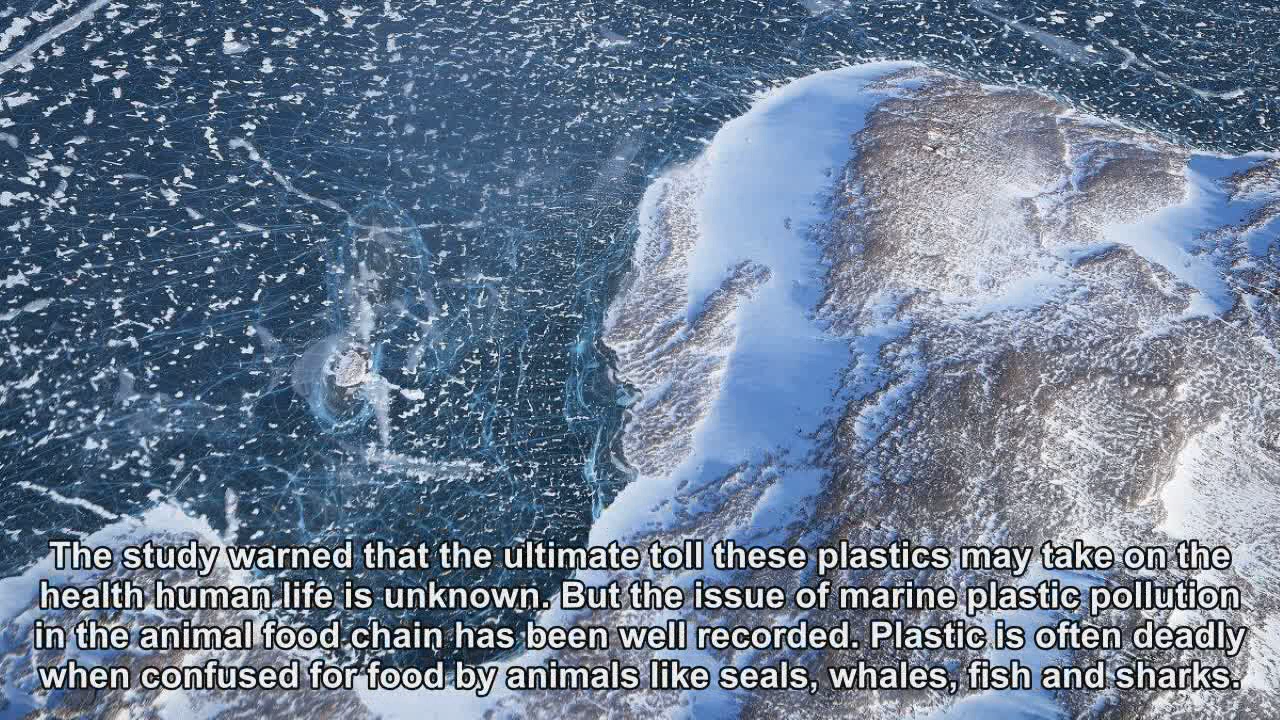 The study warned that the ultimate toll these plastics may take on the
health human life is unknown. But the issue of marine plastic pollution
in the animal food chain has been well recorded. Plastic is often deadly
when confused for food by animals like seals, whales, fish and sharks.